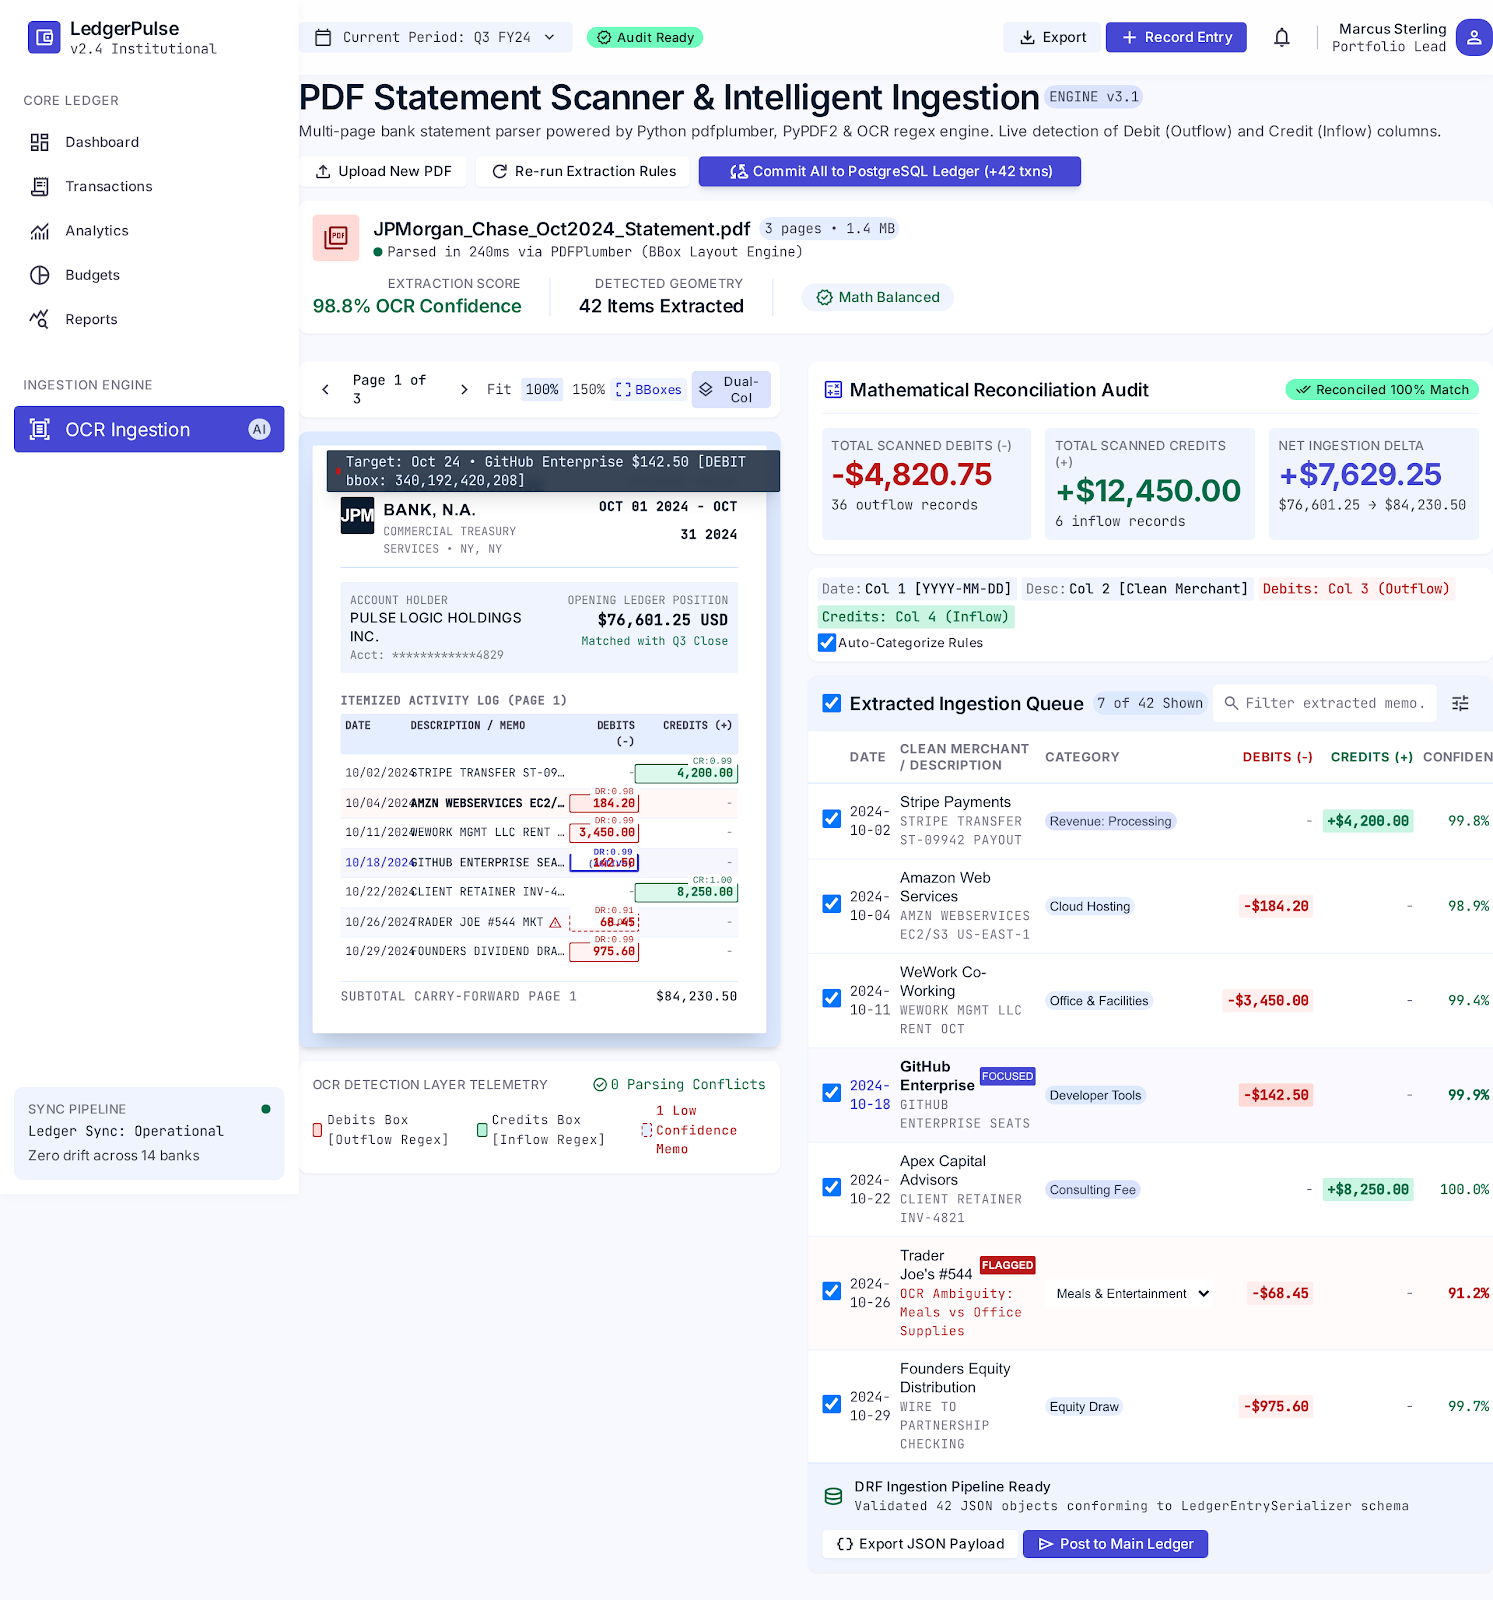 LedgerPulse
v2.4 Institutional
CORE LEDGER
Dashboard
Transactions
Analytics
Budgets
Reports
INGESTION ENGINE
OCR Ingestion AI
SYNC PIPELINE
Ledger Sync: Operational
Zero drift across 14 banks
Current Period: Q3 FY24
Audit Ready
Export
Record Entry
Marcus Sterling
Portfolio Lead
PDF Statement Scanner & Intelligent Ingestion ENGINE v3.1
Multi-page bank statement parser powered by Python pdfplumber, PyPDF2 & OCR regex engine. Live detection of Debit (Outflow) and Credit (Inflow) columns.
Upload New PDF
Re-run Extraction Rules
Commit All to PostgreSQL Ledger (+42 txns)
PDF
JPMorgan_Chase_Oct2024_Statement.pdf 3 pages • 1.4 MB
Parsed in 240ms via PDFPlumber (BBox Layout Engine)
EXTRACTION SCORE
98.8% OCR Confidence
DETECTED GEOMETRY
42 Items Extracted
Math Balanced
Page 1 of
3
Fit 100% 150% BBoxes
Dual-
Col
Target: Oct 24 • GitHub Enterprise $142.50 [DEBIT
bbox: 340,192,420,208]
JPM
BANK, N.A.
COMMERCIAL TREASURY
SERVICES • NY, NY
OCT 01 2024 - OCT
31 2024
ACCOUNT HOLDER
PULSE LOGIC HOLDINGS
INC.
Acct: ************4829
OPENING LEDGER POSITION
$76,601.25 USD
Matched with Q3 Close
ITEMIZED ACTIVITY LOG (PAGE 1)
DATE DESCRIPTION / MEMO DEBITS (-) CREDITS (+)
CR:0.99
10/02/2024 STRIPE TRANSFER ST-09… - 4,200.00
DR:0.98
10/04/2024 AMZN WEBSERVICES EC2/… 184.20 -
DR:0.99
10/11/2024 WEWORK MGMT LLC RENT … 3,450.00 -
DR:0.99
10/18/2024 GITHUB ENTERPRISE SEA… 142.50 -
CR:1.00
10/22/2024 CLIENT RETAINER INV-4… - 8,250.00
DR:0.91
10/26/2024 TRADER JOE #544 MKT 68.45 -
DR:0.99
10/29/2024 FOUNDERS DIVIDEND DRA… 975.60 -
SUBTOTAL CARRY-FORWARD PAGE 1 $84,230.50
OCR DETECTION LAYER TELEMETRY 0 Parsing Conflicts
Debits Box
[Outflow Regex]
Credits Box
[Inflow Regex]
1 Low
Confidence
Memo
Mathematical Reconciliation Audit Reconciled 100% Match
TOTAL SCANNED DEBITS (-)
-$4,820.75
36 outflow records
TOTAL SCANNED CREDITS
(+)
+$12,450.00
6 inflow records
NET INGESTION DELTA
+$7,629.25
$76,601.25 → $84,230.50
Date: Col 1 [YYYY-MM-DD] Desc: Col 2 [Clean Merchant] Debits: Col 3 (Outflow)
Credits: Col 4 (Inflow)
Auto-Categorize Rules
Extracted Ingestion Queue 7 of 42 Shown Filter extracted memo.
DATE CLEAN MERCHANT / DESCRIPTION CATEGORY DEBITS (-) CREDITS (+) CONFIDEN
2024-
10-02
Stripe Payments
STRIPE TRANSFER
ST-09942 PAYOUT
Revenue: Processing - +$4,200.00 99.8%
2024-
10-04
Amazon Web
Services
AMZN WEBSERVICES
EC2/S3 US-EAST-1
Cloud Hosting -$184.20 - 98.9%
2024-
10-11
WeWork Co-
Working
WEWORK MGMT LLC
RENT OCT
Office & Facilities -$3,450.00 - 99.4%
2024-
10-18
GitHub
Enterprise FOCUSED
GITHUB
ENTERPRISE SEATS
Developer Tools -$142.50 - 99.9%
2024-
10-22
Apex Capital
Advisors
CLIENT RETAINER
INV-4821
Consulting Fee - +$8,250.00 100.0%
2024-
10-26
Trader
Joe's #544 FLAGGED
OCR Ambiguity:
Meals vs Office
Supplies
Meals & Entertainment -$68.45 - 91.2%
2024-
10-29
Founders Equity
Distribution
WIRE TO
PARTNERSHIP
CHECKING
Equity Draw -$975.60 - 99.7%
DRF Ingestion Pipeline Ready
Validated 42 JSON objects conforming to LedgerEntrySerializer schema
Export JSON Payload
Post to Main Ledger